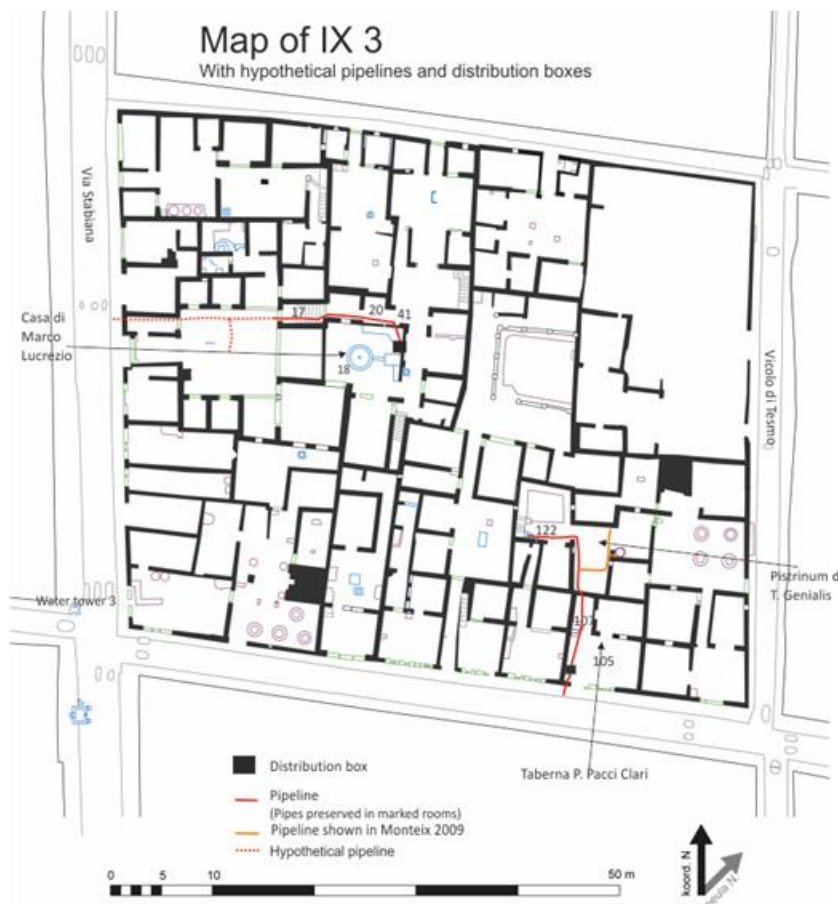 Map of IX 3
With hypothetical pipelines and distribution boxes
Via Stabiana
Casa di
Marco
Lucrezio
17
20
41
18
Vicolo di Tesmo
122
Pistrinum d
T. Genialis
Water tower 3
107
105
Taberna P. Pacci Clari
Distribution box
Pipeline
(Pipes preserved in marked rooms)
Pipeline shown in Monteix 2009
Hypothetical pipeline
0
5
10
50 m
koord. N